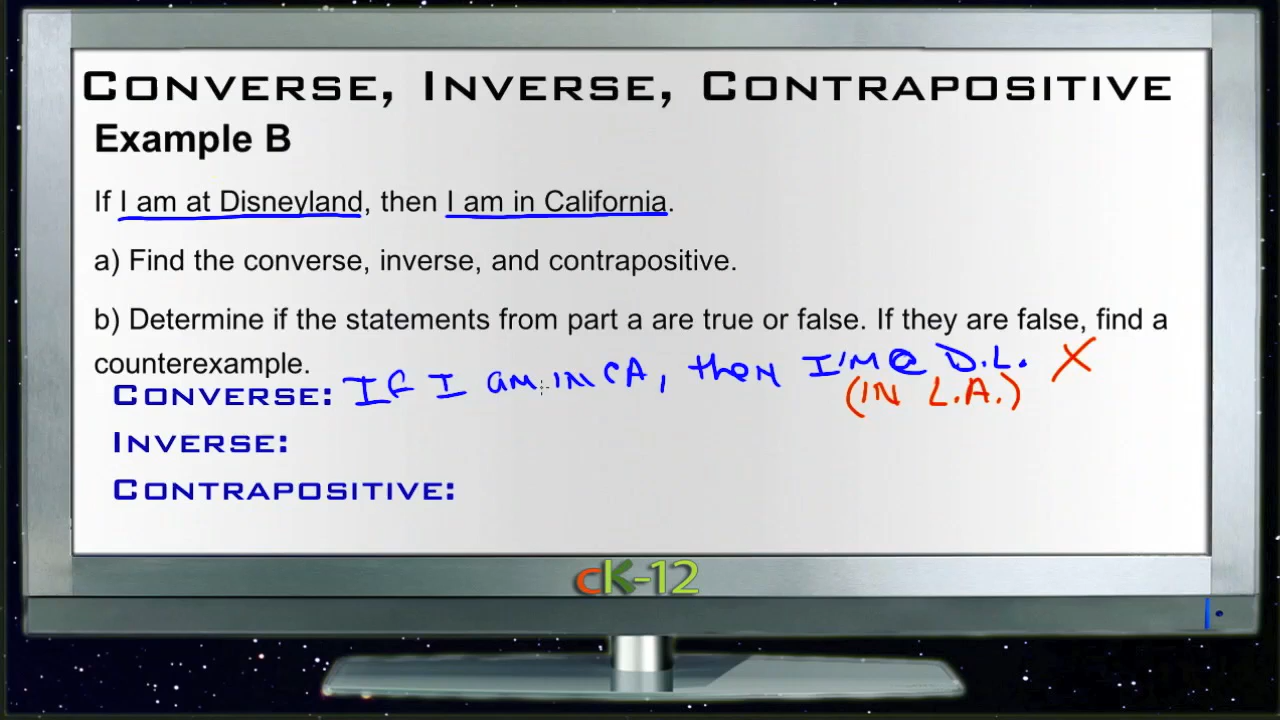 CONVERSE, INVERSE, CONTRAPOSITIVE
Example B
If I am at Disneyland, then I am in California.
a) Find the converse, inverse, and contrapositive.
b) Determine if the statements from part a are true or false. If they are false, find a
counterexample.
CONVERSE: If I am in CA, then I'm @ D.L. X
(IN L.A.)
INVERSE:
CONTRAPOSITIVE:
cK-12